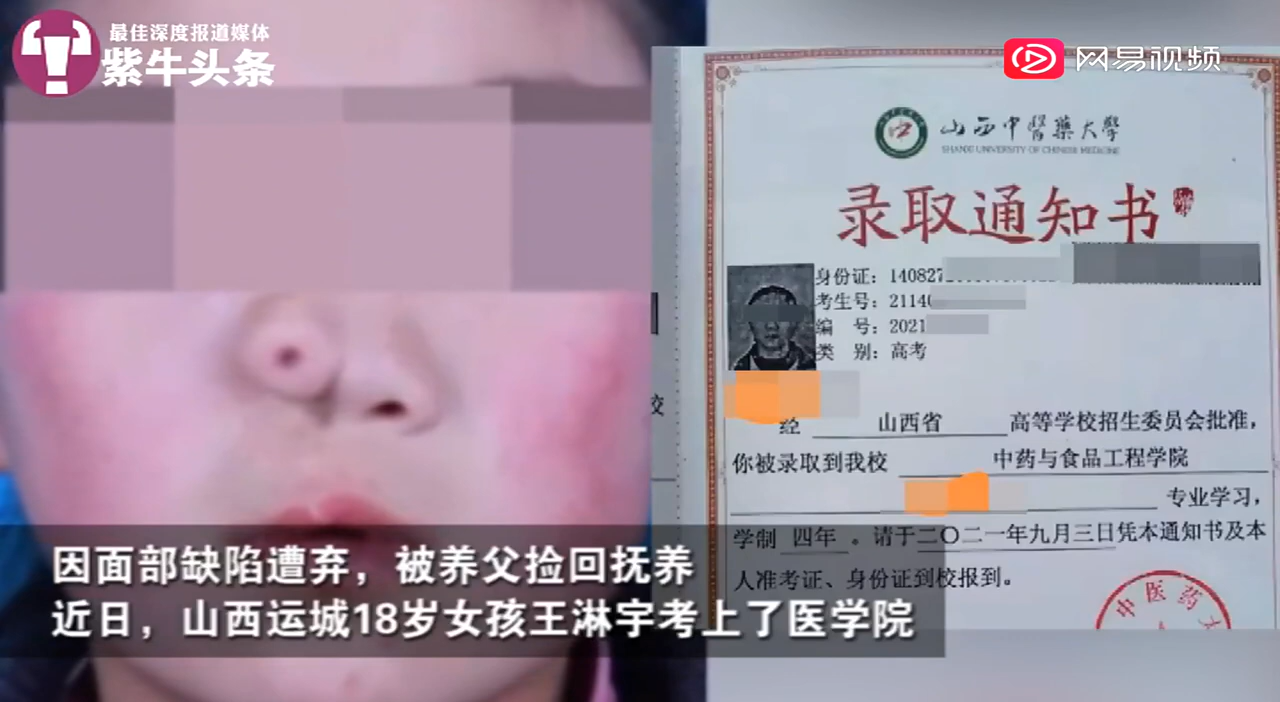 最佳深度报道媒体
紫牛头条
网易视频
山西中醫藥大學
SHANXI UNIVERSITY OF CHINESE MEDICINE
录取通知书
身份证：140827
考生号：21140
编 号：2021
类 别：高考
校
经 山西省 高等学校招生委员会批准，
你被录取到我校 中药与食品工程学院
专业学习，
学制 四年 。请于二〇二一年九月三日凭本通知书及本
人准考证、身份证到校报到。
中医药大
因面部缺陷遭弃，被养父捡回抚养
近日，山西运城18岁女孩王淋宇考上了医学院